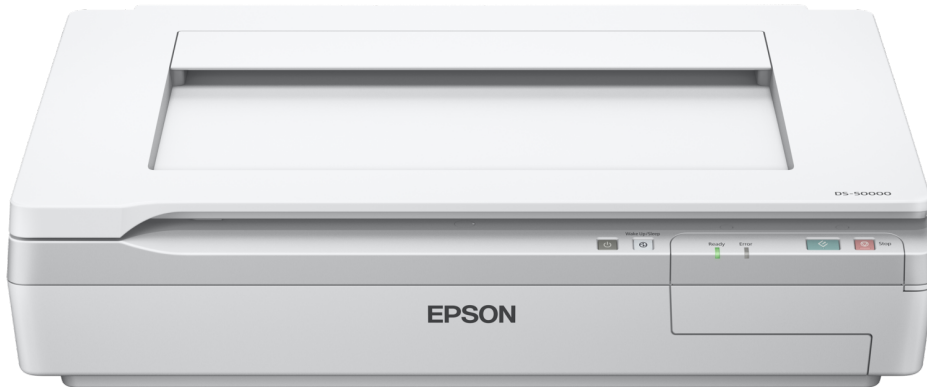 DS-50000
Wake Up/Sleep
Ready Error
Stop
EPSON